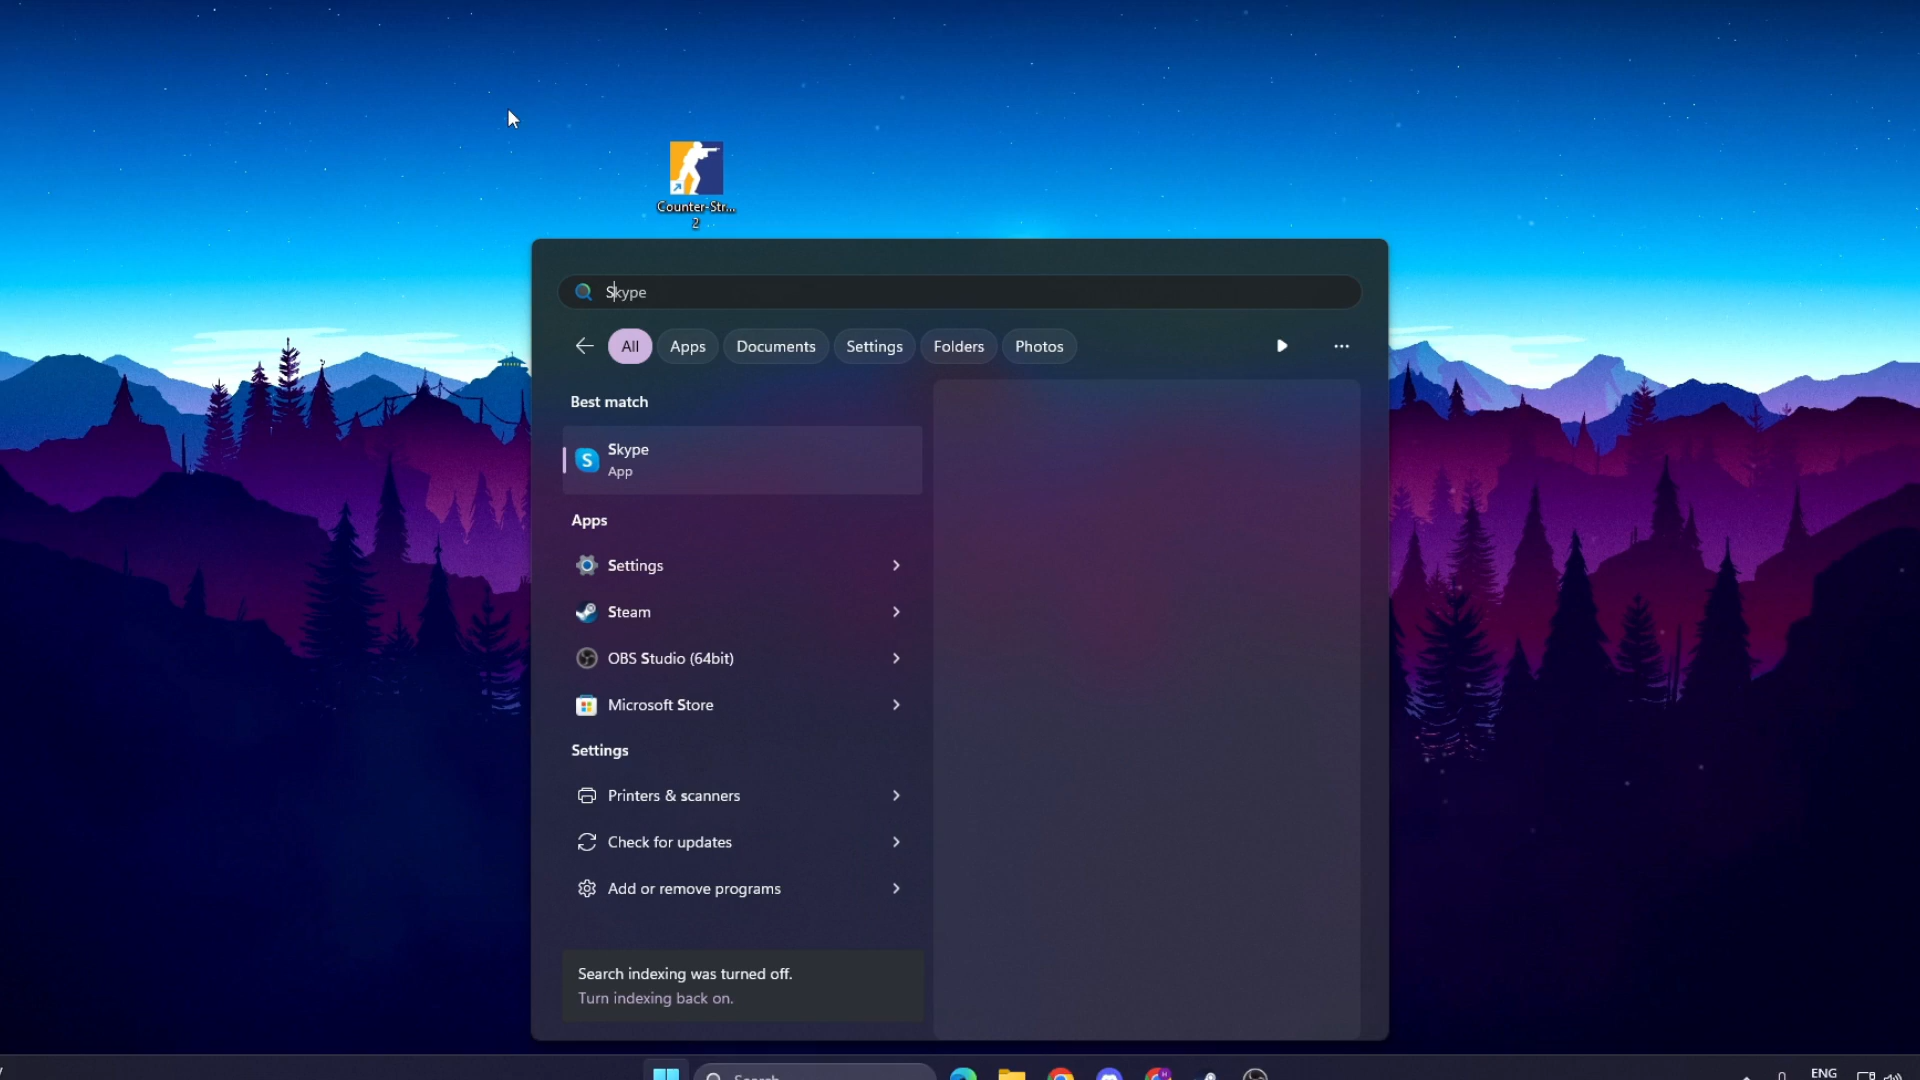 Counter-Str...
2
Skype
All
Apps
Documents
Settings
Folders
Photos
Best match
Skype
App
Apps
Settings
Steam
OBS Studio (64bit)
Microsoft Store
Settings
Printers & scanners
Check for updates
Add or remove programs
Search indexing was turned off.
Turn indexing back on.
Search
ENG